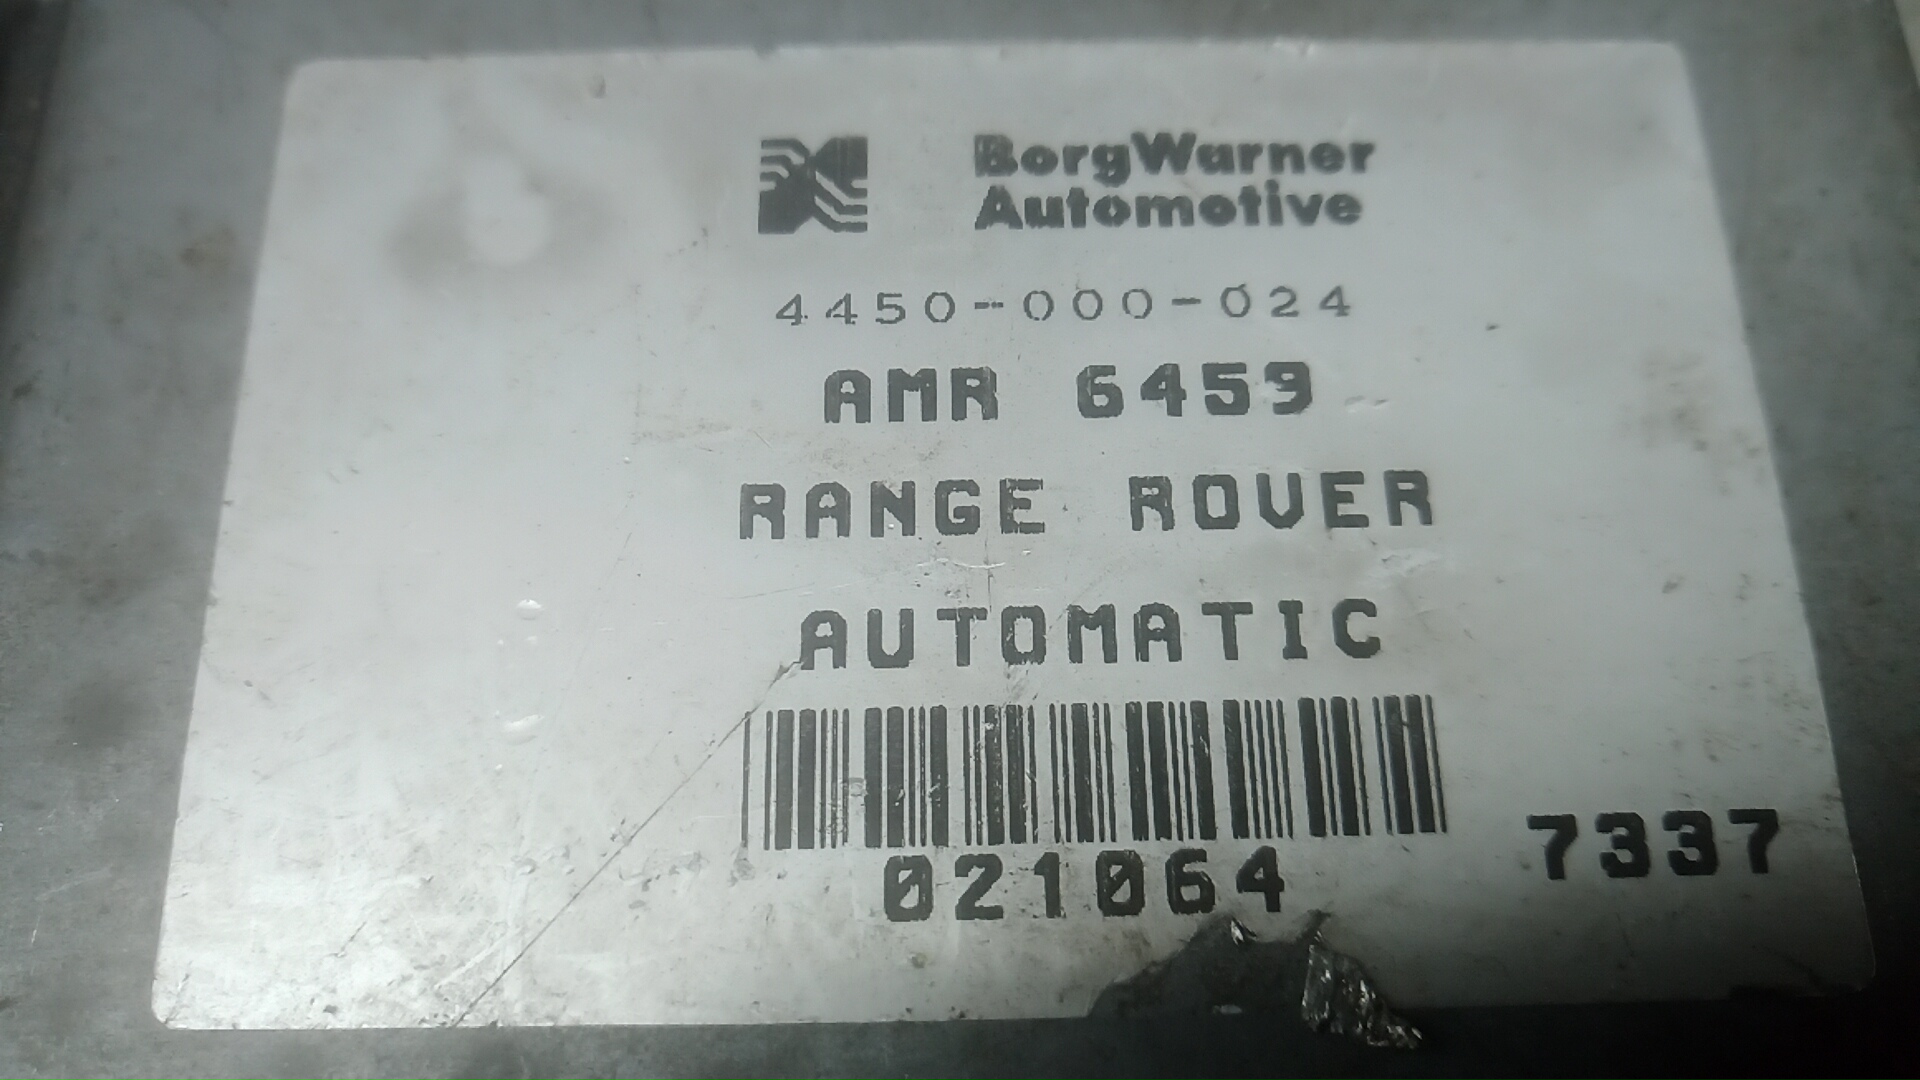 BorgWarner
Automotive
4450-000-024
AMR 6459
RANGE ROVER
AUTOMATIC
021064
7337